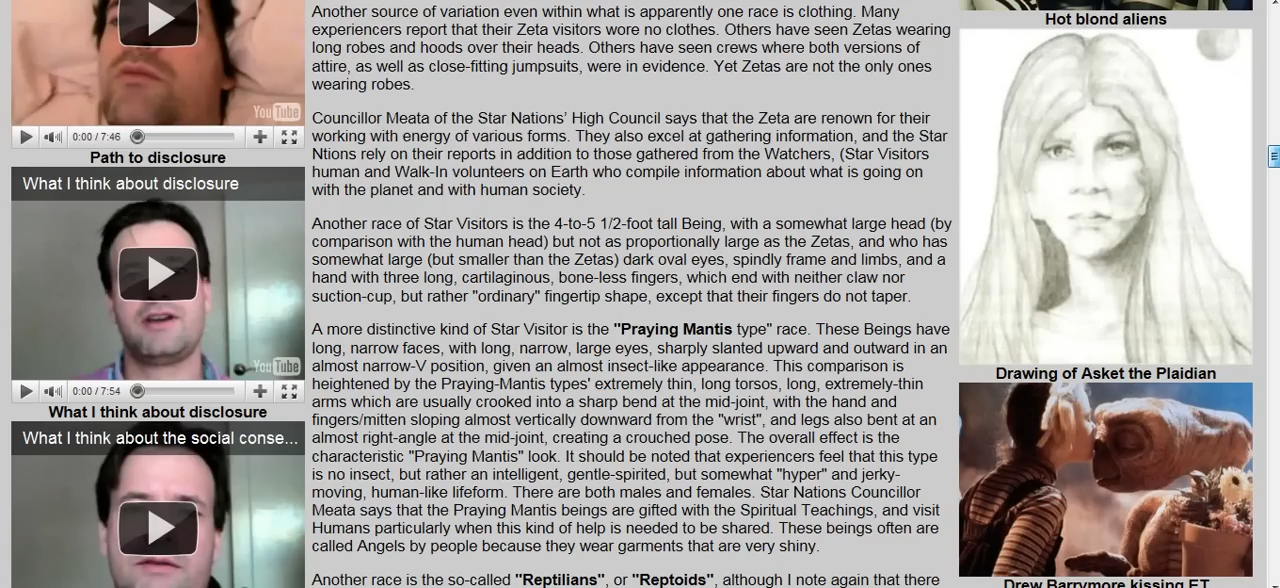 YouTube
0:00 / 7:46
Path to disclosure
What I think about disclosure
YouTube
0:00 / 7:54
What I think about disclosure
What I think about the social conse...
Another source of variation even within what is apparently one race is clothing. Many
experiencers report that their Zeta visitors wore no clothes. Others have seen Zetas wearing
long robes and hoods over their heads. Others have seen crews where both versions of
attire, as well as close-fitting jumpsuits, were in evidence. Yet Zetas are not the only ones
wearing robes.
Councillor Meata of the Star Nations' High Council says that the Zeta are renown for their
working with energy of various forms. They also excel at gathering information, and the Star
Ntions rely on their reports in addition to those gathered from the Watchers, (Star Visitors
human and Walk-In volunteers on Earth who compile information about what is going on
with the planet and with human society.
Another race of Star Visitors is the 4-to-5 1/2-foot tall Being, with a somewhat large head (by
comparison with the human head) but not as proportionally large as the Zetas, and who has
somewhat large (but smaller than the Zetas) dark oval eyes, spindly frame and limbs, and a
hand with three long, cartilaginous, bone-less fingers, which end with neither claw nor
suction-cup, but rather "ordinary" fingertip shape, except that their fingers do not taper.
A more distinctive kind of Star Visitor is the "Praying Mantis type" race. These Beings have
long, narrow faces, with long, narrow, large eyes, sharply slanted upward and outward in an
almost narrow-V position, given an almost insect-like appearance. This comparison is
heightened by the Praying-Mantis types' extremely thin, long torsos, long, extremely-thin
arms which are usually crooked into a sharp bend at the mid-joint, with the hand and
fingers/mitten sloping almost vertically downward from the "wrist", and legs also bent at an
almost right-angle at the mid-joint, creating a crouched pose. The overall effect is the
characteristic "Praying Mantis" look. It should be noted that experiencers feel that this type
is no insect, but rather an intelligent, gentle-spirited, but somewhat "hyper" and jerky-
moving, human-like lifeform. There are both males and females. Star Nations Councillor
Meata says that the Praying Mantis beings are gifted with the Spiritual Teachings, and visit
Humans particularly when this kind of help is needed to be shared. These beings often are
called Angels by people because they wear garments that are very shiny.
Another race is the so-called "Reptilians", or "Reptoids", although I note again that there
Hot blond aliens
Drawing of Asket the Plaidian
Drew Barrymore kissing ET